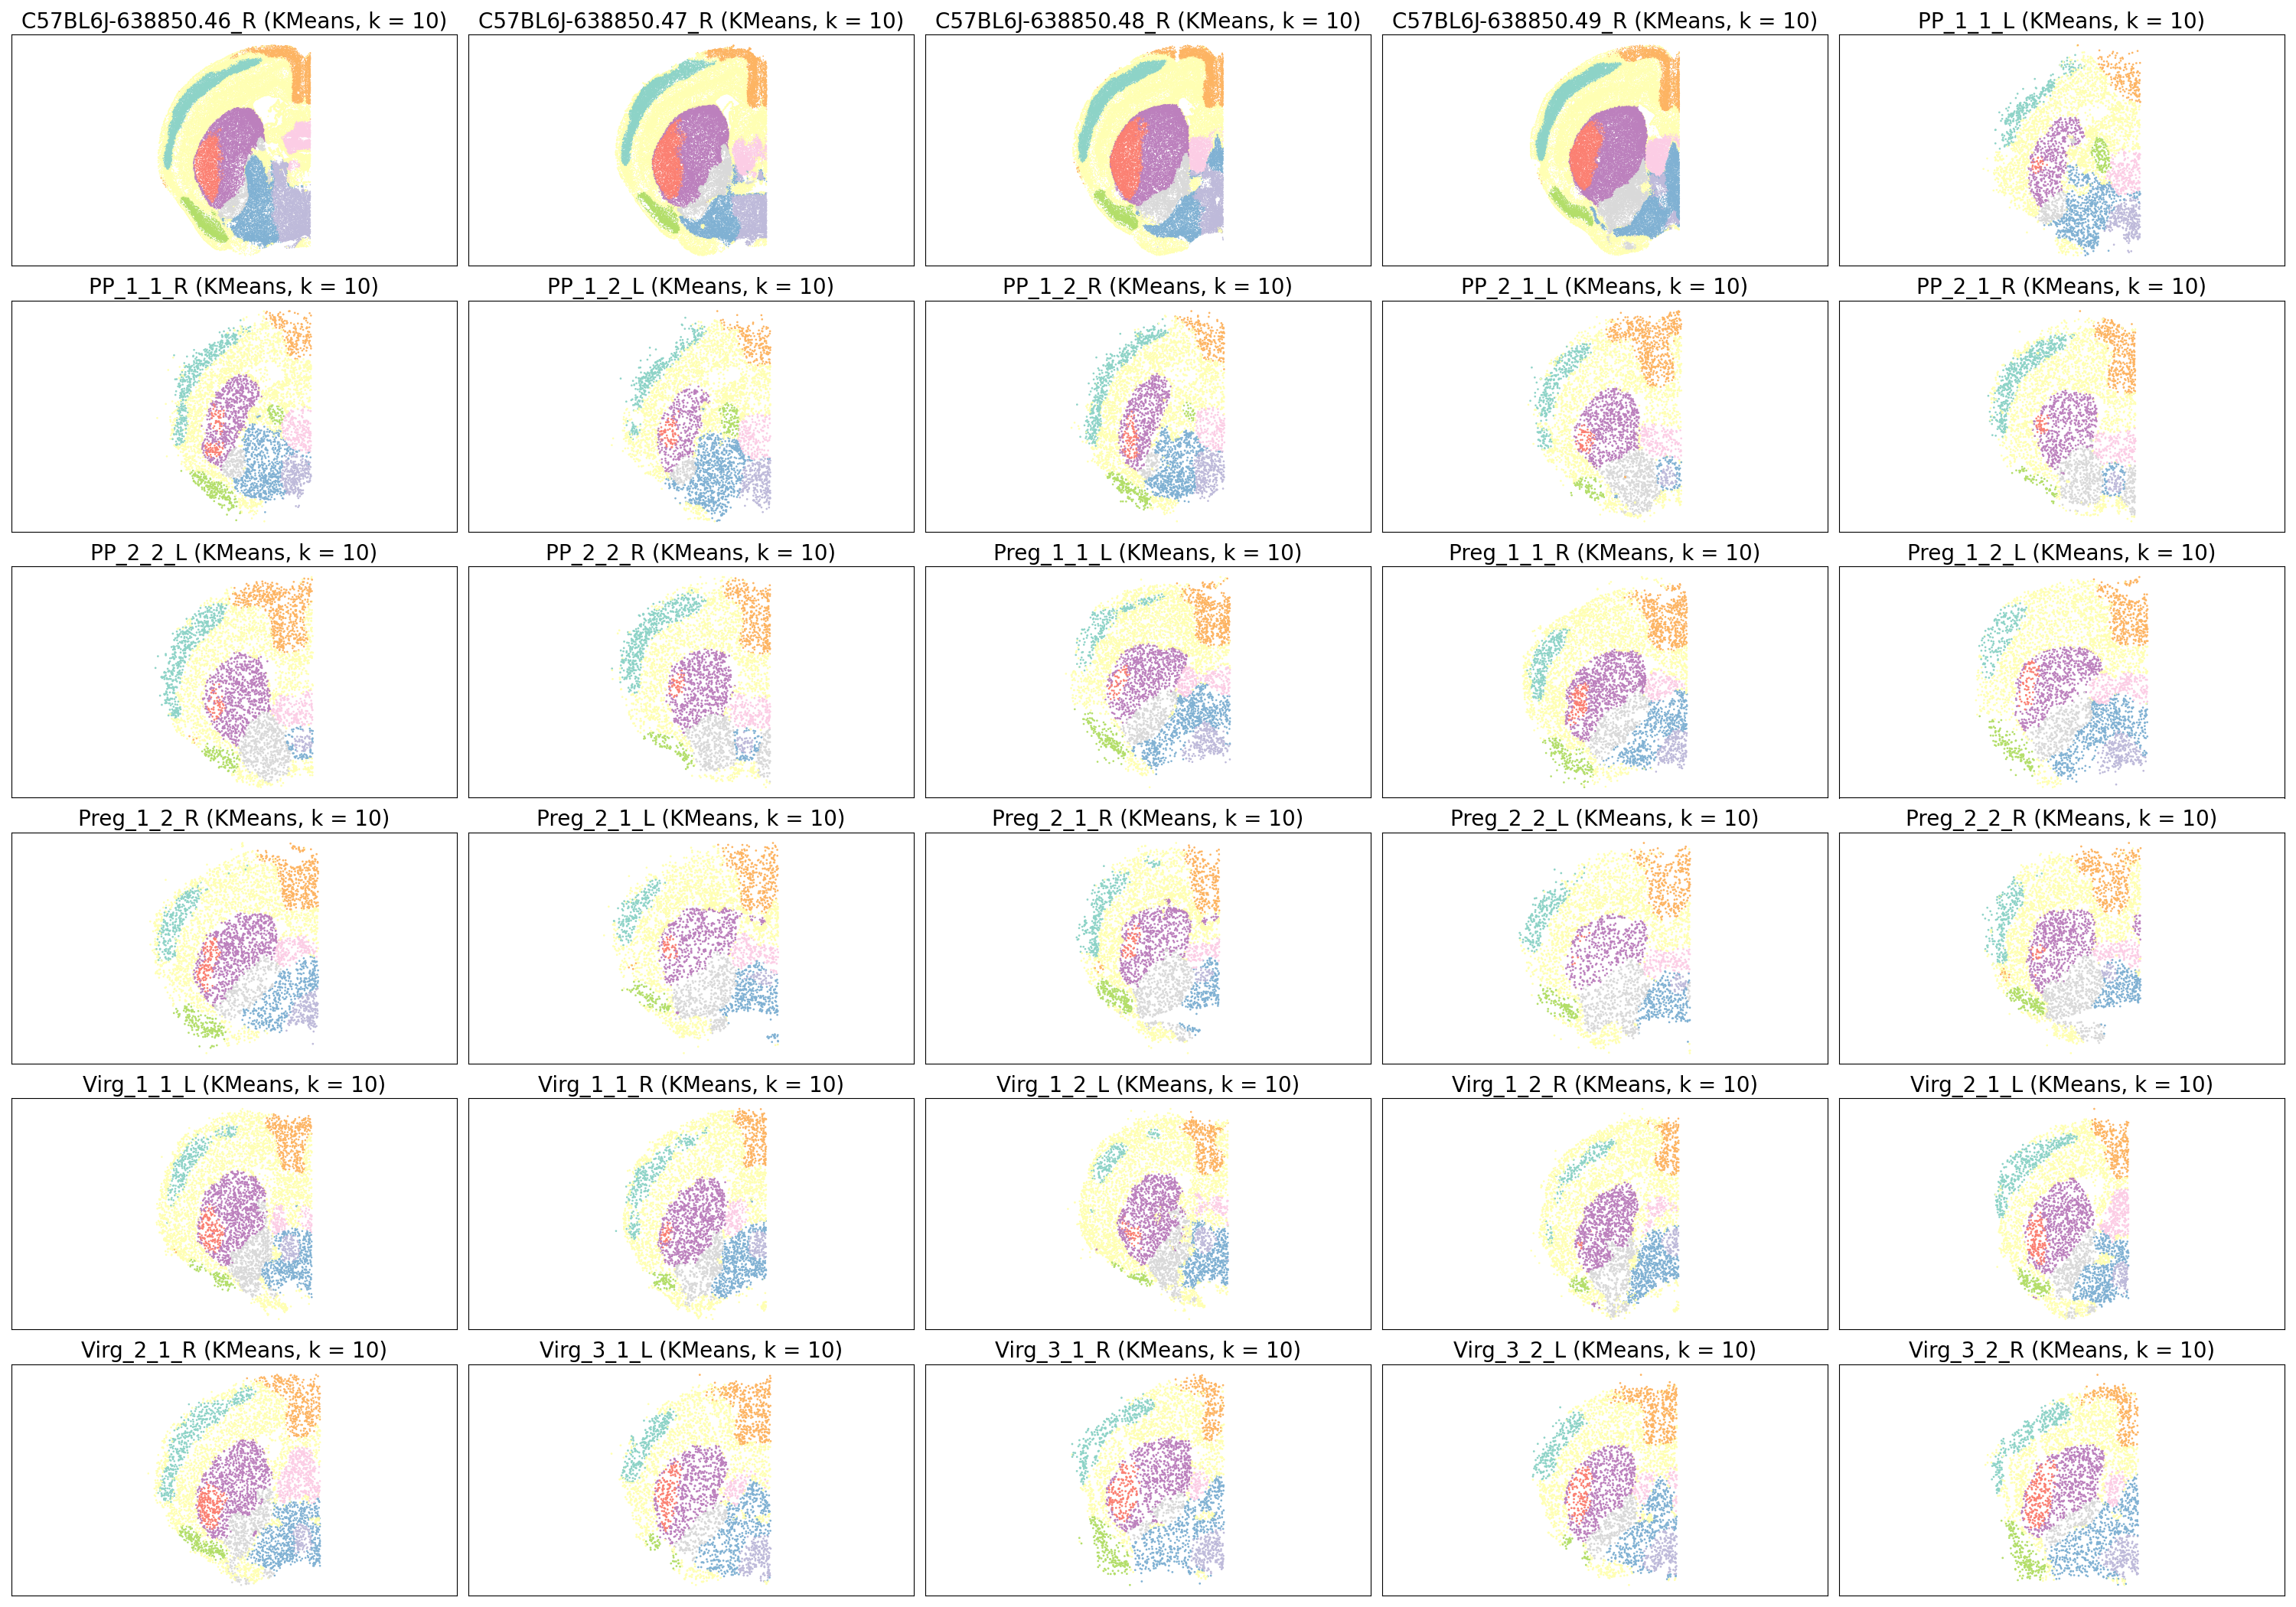 C57BL6J-638850.46_R (KMeans, k = 10)
C57BL6J-638850.47_R (KMeans, k = 10)
C57BL6J-638850.48_R (KMeans, k = 10)
C57BL6J-638850.49_R (KMeans, k = 10)
PP_1_1_L (KMeans, k = 10)
PP_1_1_R (KMeans, k = 10)
PP_1_2_L (KMeans, k = 10)
PP_1_2_R (KMeans, k = 10)
PP_2_1_L (KMeans, k = 10)
PP_2_1_R (KMeans, k = 10)
PP_2_2_L (KMeans, k = 10)
PP_2_2_R (KMeans, k = 10)
Preg_1_1_L (KMeans, k = 10)
Preg_1_1_R (KMeans, k = 10)
Preg_1_2_L (KMeans, k = 10)
Preg_1_2_R (KMeans, k = 10)
Preg_2_1_L (KMeans, k = 10)
Preg_2_1_R (KMeans, k = 10)
Preg_2_2_L (KMeans, k = 10)
Preg_2_2_R (KMeans, k = 10)
Virg_1_1_L (KMeans, k = 10)
Virg_1_1_R (KMeans, k = 10)
Virg_1_2_L (KMeans, k = 10)
Virg_1_2_R (KMeans, k = 10)
Virg_2_1_L (KMeans, k = 10)
Virg_2_1_R (KMeans, k = 10)
Virg_3_1_L (KMeans, k = 10)
Virg_3_1_R (KMeans, k = 10)
Virg_3_2_L (KMeans, k = 10)
Virg_3_2_R (KMeans, k = 10)